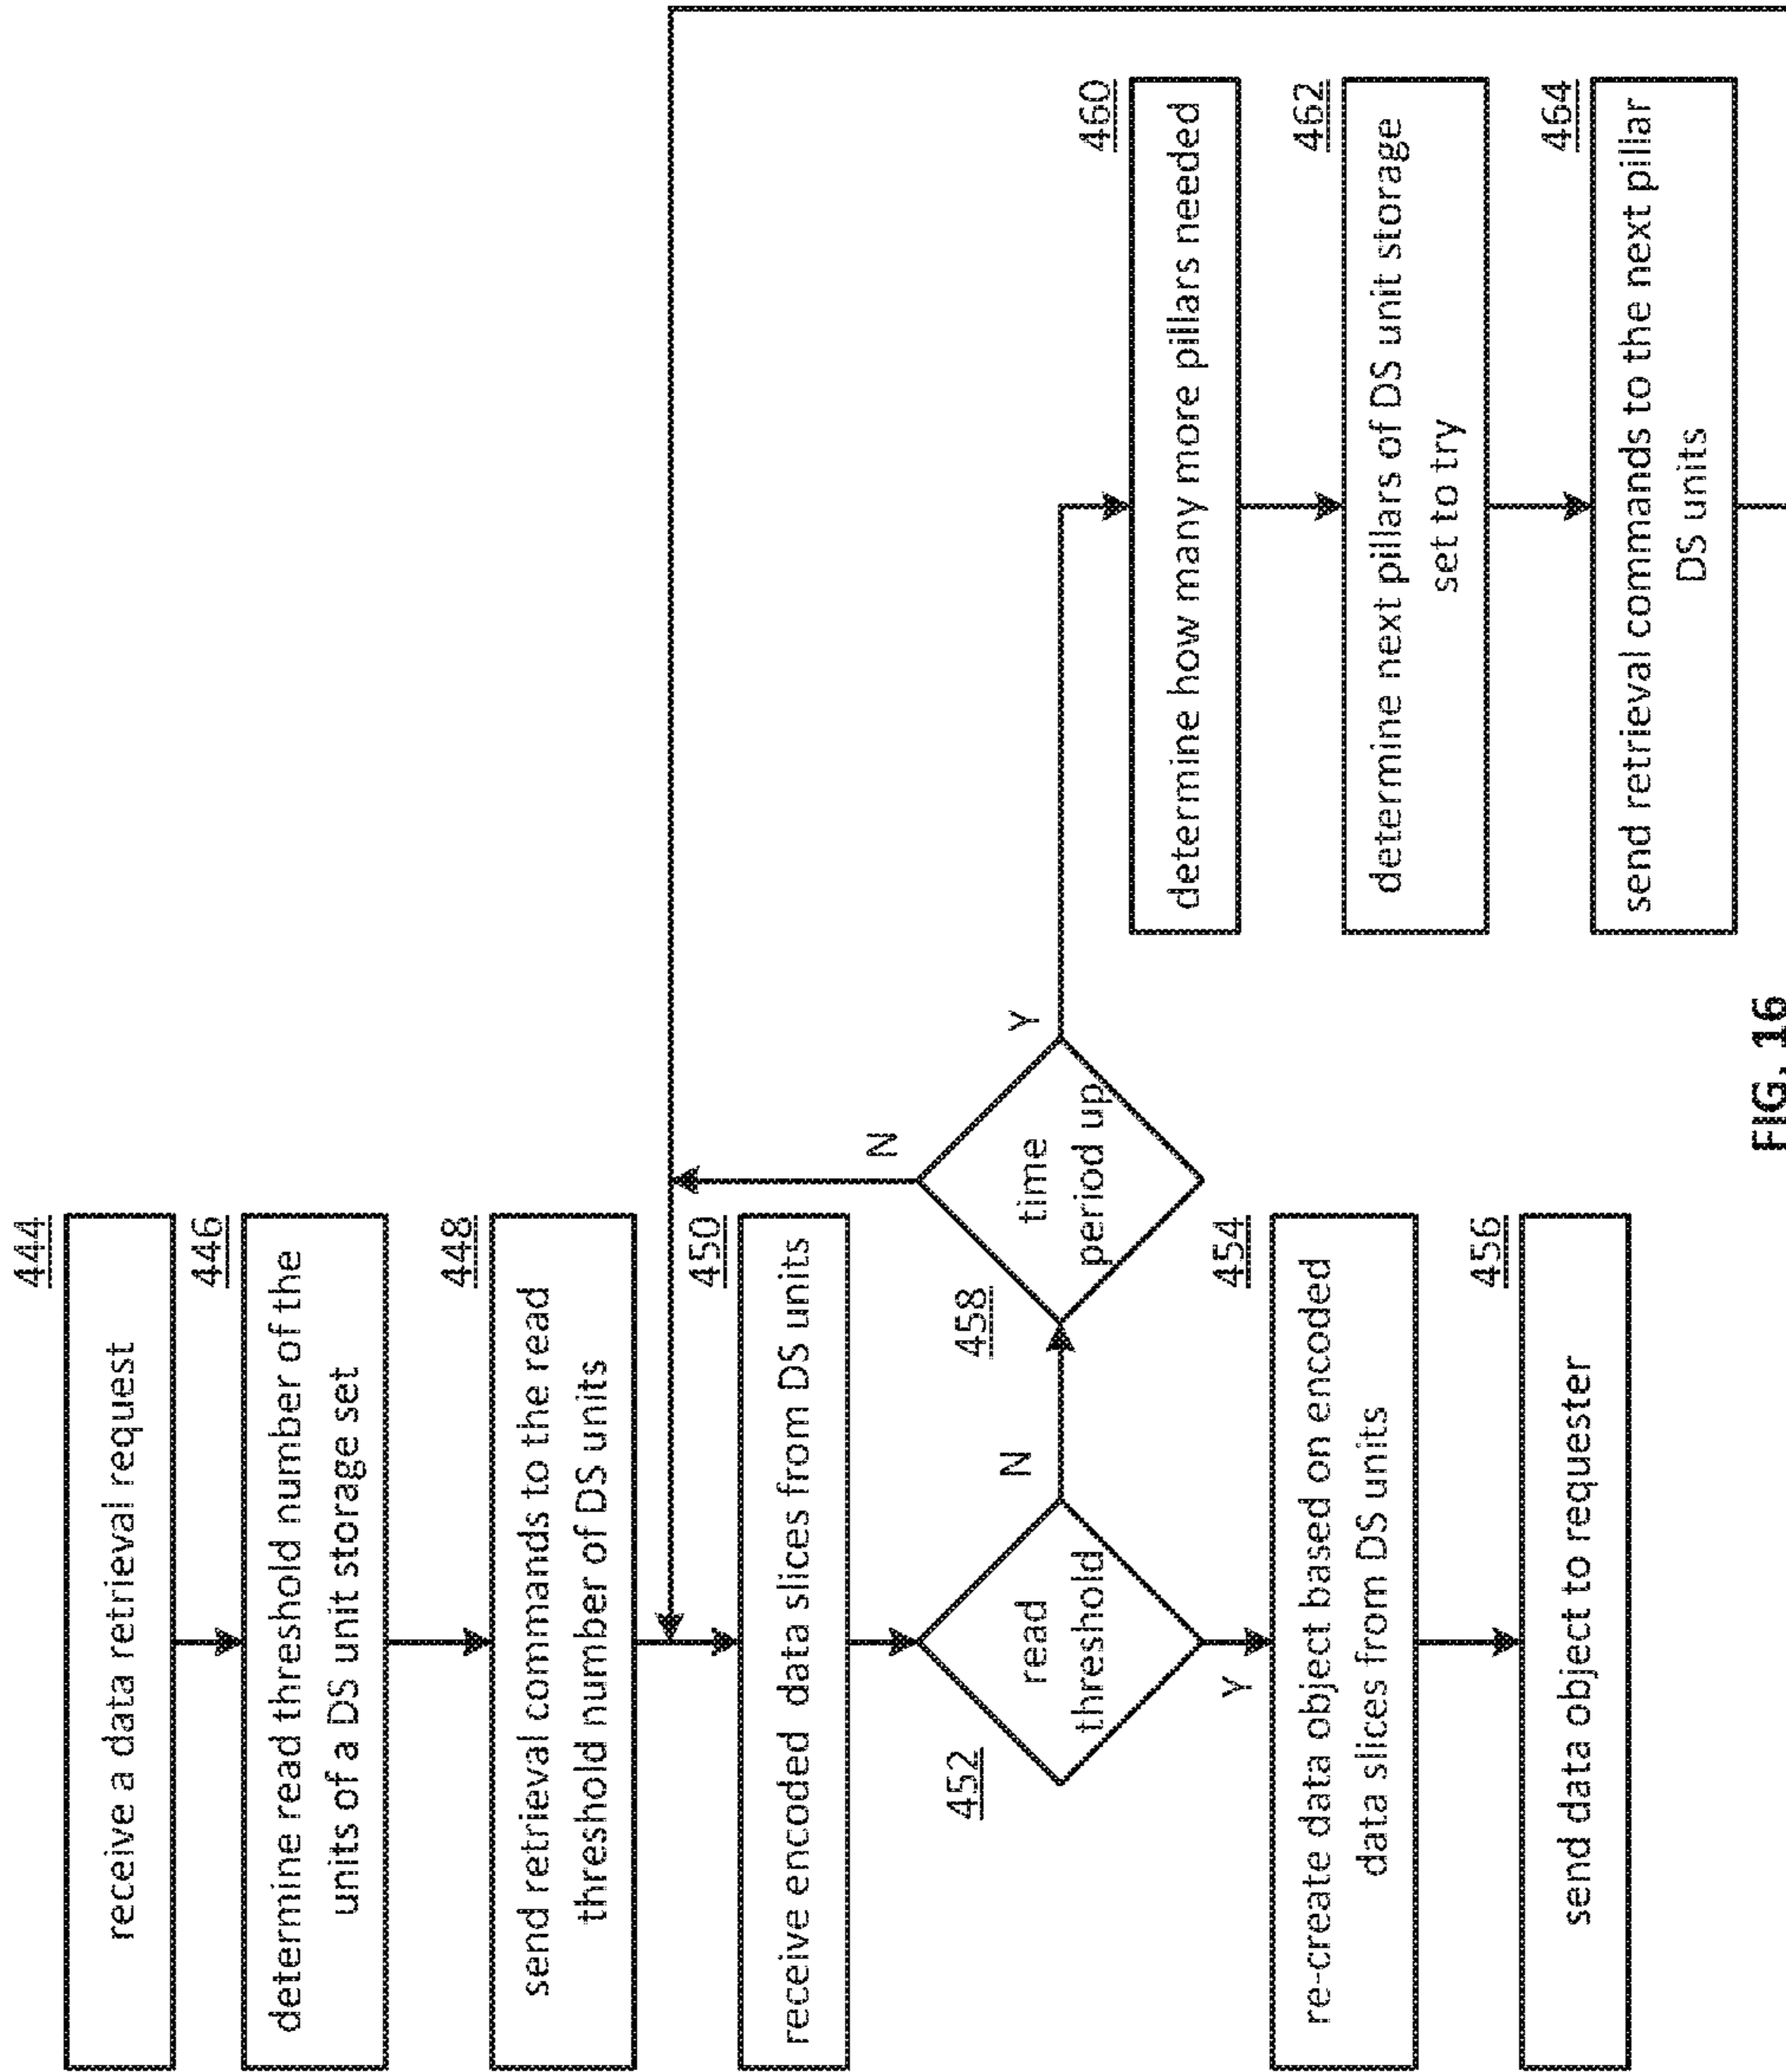 444
receive a data retrieval request
446
determine read threshold number of the
units of a DS unit storage set
448
send retrieval commands to the read
threshold number of DS units
450
receive encoded data slices from DS units
452
read
threshold
N
Y
454
re-create data object based on encoded
data slices from DS units
456
send data object to requester
458
time
period up
N
Y
460
determine how many more pillars needed
462
determine next pillars of DS unit storage
set to try
464
send retrieval commands to the next pillar
DS units
FIG. 16